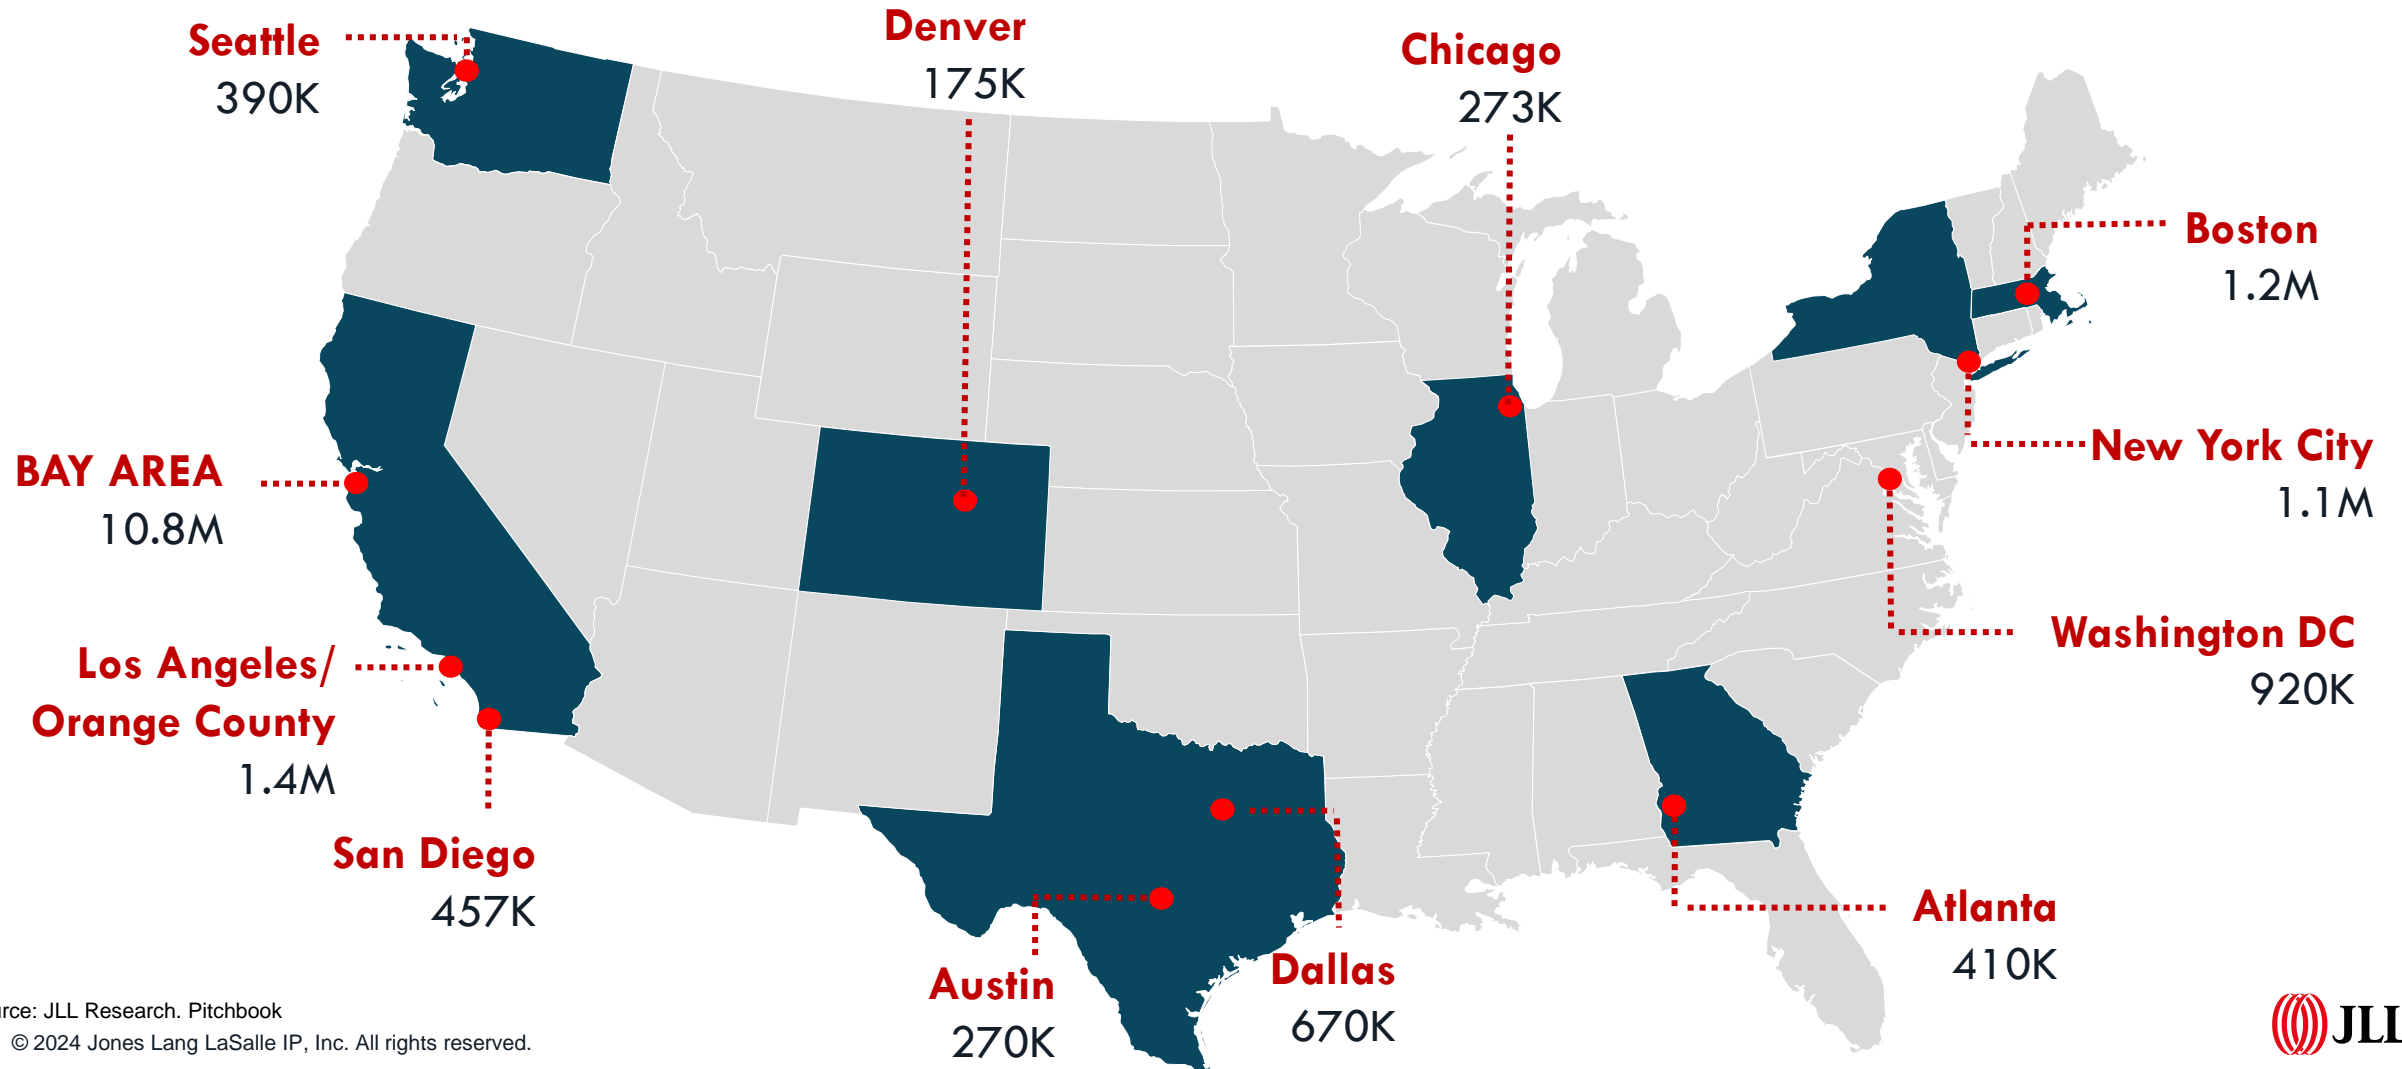 Seattle
390K
Denver
175K
Chicago
273K
Boston
1.2M
BAY AREA
10.8M
New York City
1.1M
Los Angeles/
Orange County
1.4M
Washington DC
920K
San Diego
457K
Atlanta
410K
Austin
270K
Dallas
670K
rce: JLL Research. Pitchbook
© 2024 Jones Lang LaSalle IP, Inc. All rights reserved.
JLL